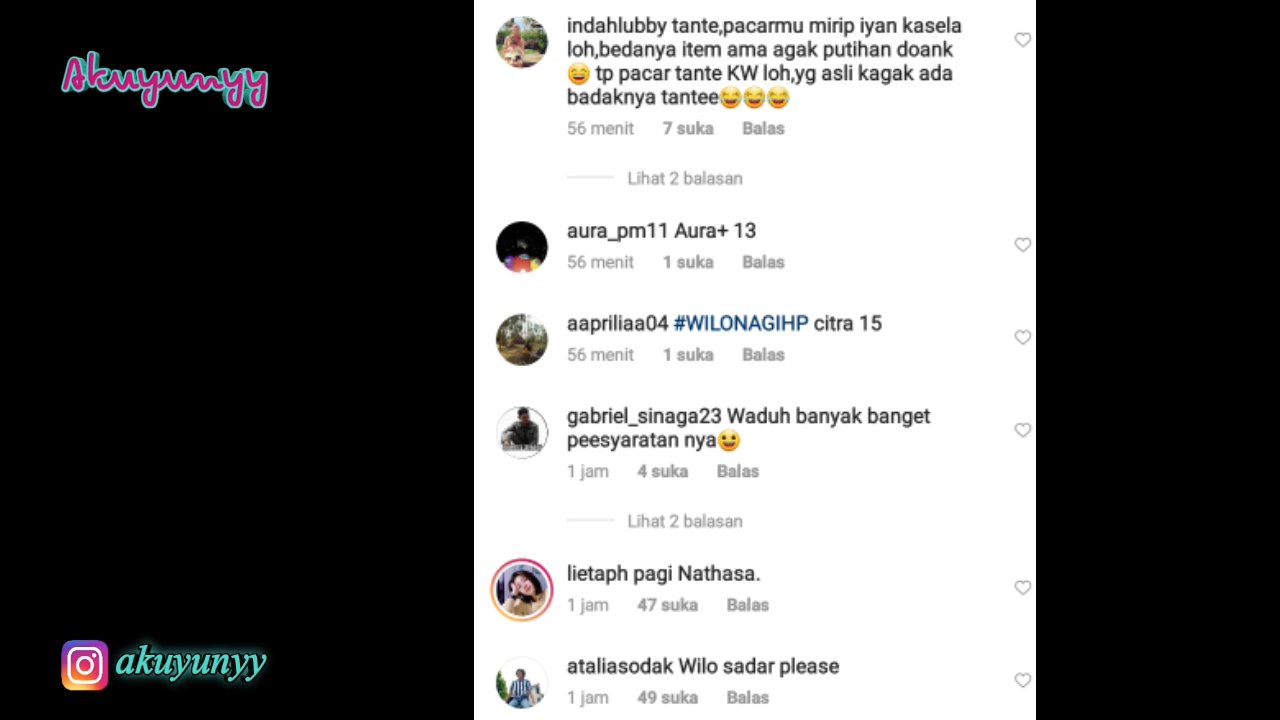 Akuyunyy
indahlubby tante,pacarmu mirip iyan kasela
loh,bedanya item ama agak putihan doank
😄 tp pacar tante KW loh,yg asli kagak ada
badaknya tantee😂😂😂
56 menit 7 suka Balas
Lihat 2 balasan
aura_pm11 Aura+ 13
56 menit 1 suka Balas
aapriliaa04 #WILONAGIHP citra 15
56 menit 1 suka Balas
gabriel_sinaga23 Waduh banyak banget
peesyaratan nya😃
1 jam 4 suka Balas
Lihat 2 balasan
lietaph pagi Nathasa.
1 jam 47 suka Balas
ataliasodak Wilo sadar please
1 jam 49 suka Balas
akuyunyy